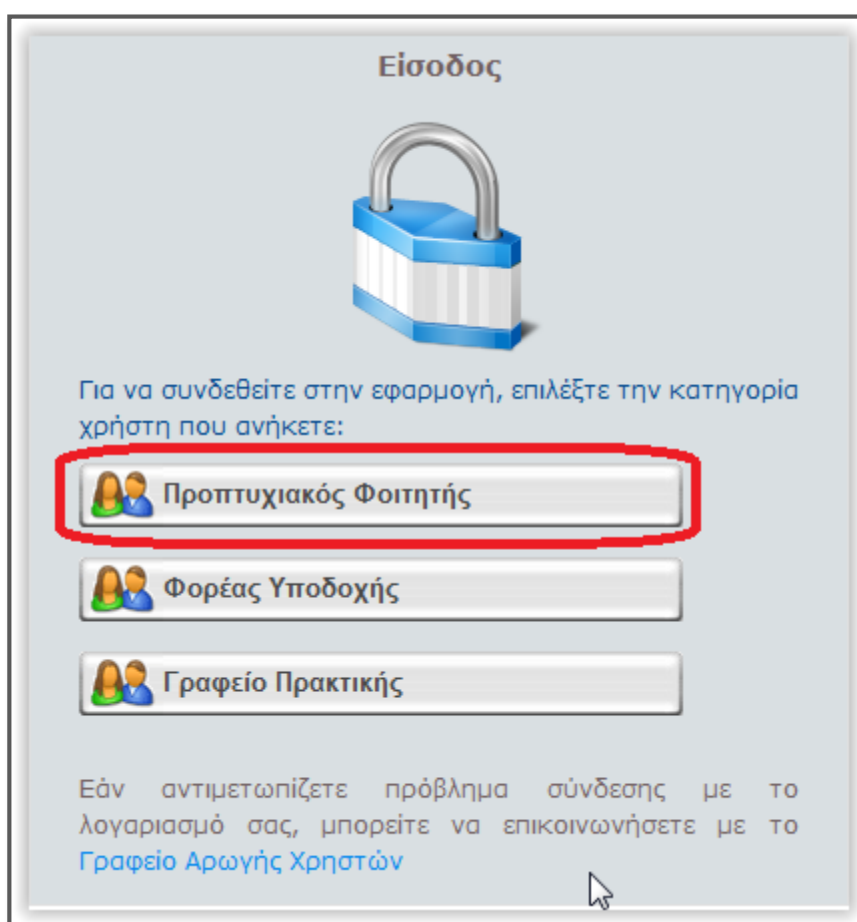 Είσοδος
Για να συνδεθείτε στην εφαρμογή, επιλέξτε την κατηγορία
χρήστη που ανήκετε:
Προπτυχιακός Φοιτητής
Φορέας Υποδοχής
Γραφείο Πρακτικής
Εάν αντιμετωπίζετε πρόβλημα σύνδεσης με το
λογαριασμό σας, μπορείτε να επικοινωνήσετε με το
Γραφείο Αρωγής Χρηστών